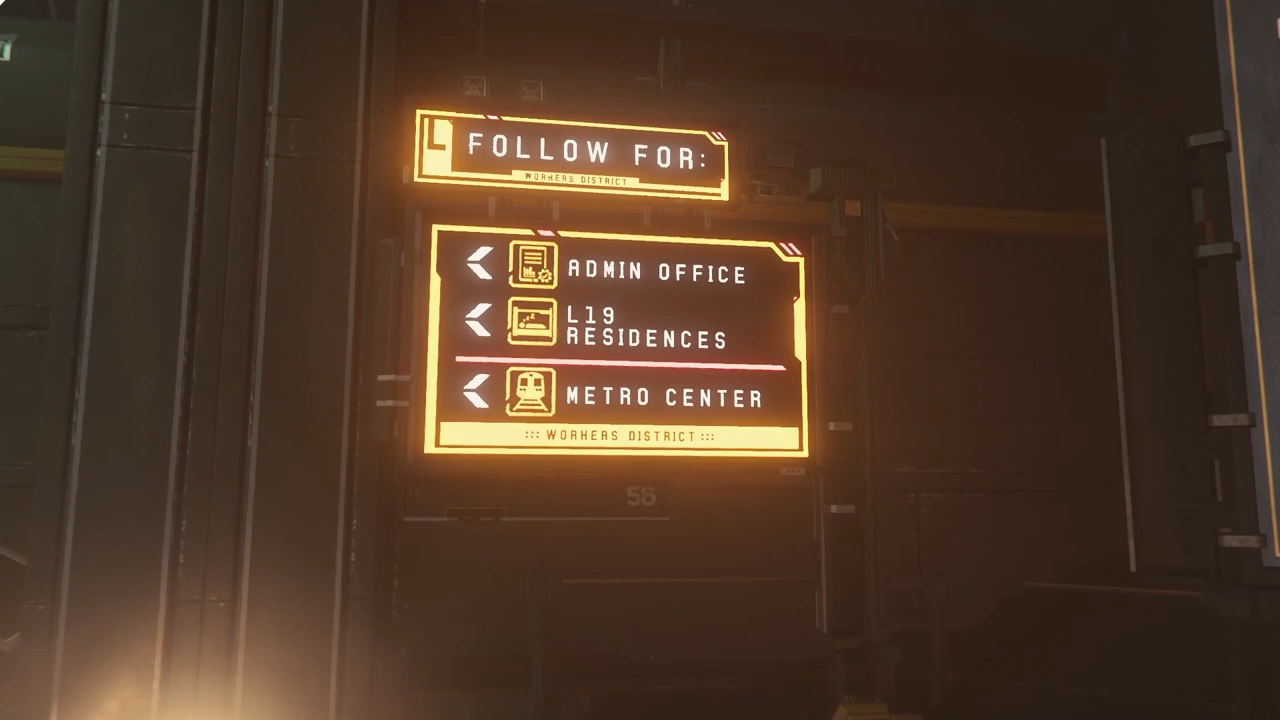 L
FOLLOW FOR:
WORKERS DISTRICT
ADMIN OFFICE
L19
RESIDENCES
METRO CENTER
::: WORKERS DISTRICT :::
56